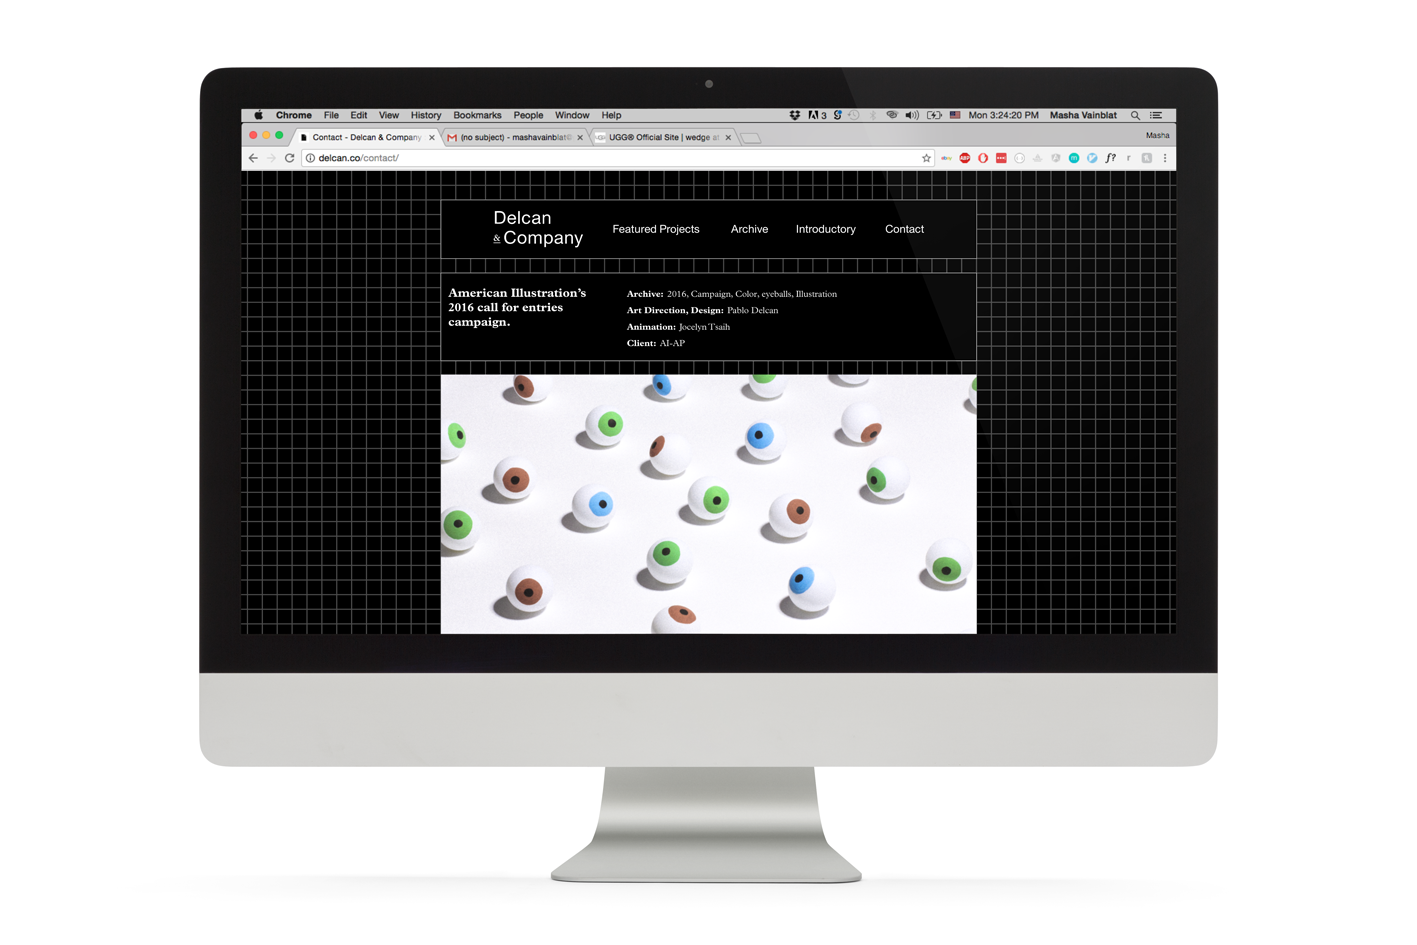 Chrome File Edit View History Bookmarks People Window Help 3 Mon 3:24:20 PM Masha Vainblat
Contact - Delcan & Company (no subject) - mashavainblat@ UGG® Official Site | wedge at Masha
delcan.co/contact/ ebay ABP m f? r
Delcan
& Company
Featured Projects Archive Introductory Contact
American Illustration’s
2016 call for entries
campaign.
Archive: 2016, Campaign, Color, eyeballs, Illustration
Art Direction, Design: Pablo Delcan
Animation: Jocelyn Tsaih
Client: AI-AP